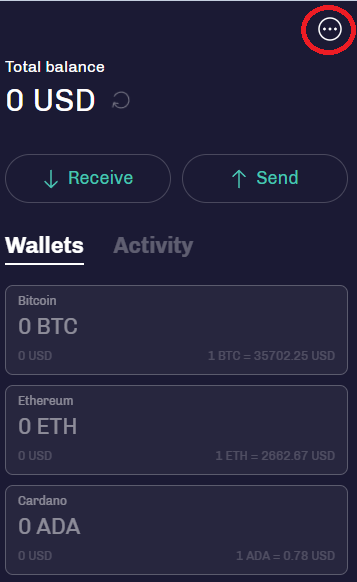 Total balance
0 USD
Receive
Send
Wallets Activity
Bitcoin
0 BTC
0 USD 1 BTC = 35702.25 USD
Ethereum
0 ETH
0 USD 1 ETH = 2662.67 USD
Cardano
0 ADA
0 USD 1 ADA = 0.78 USD